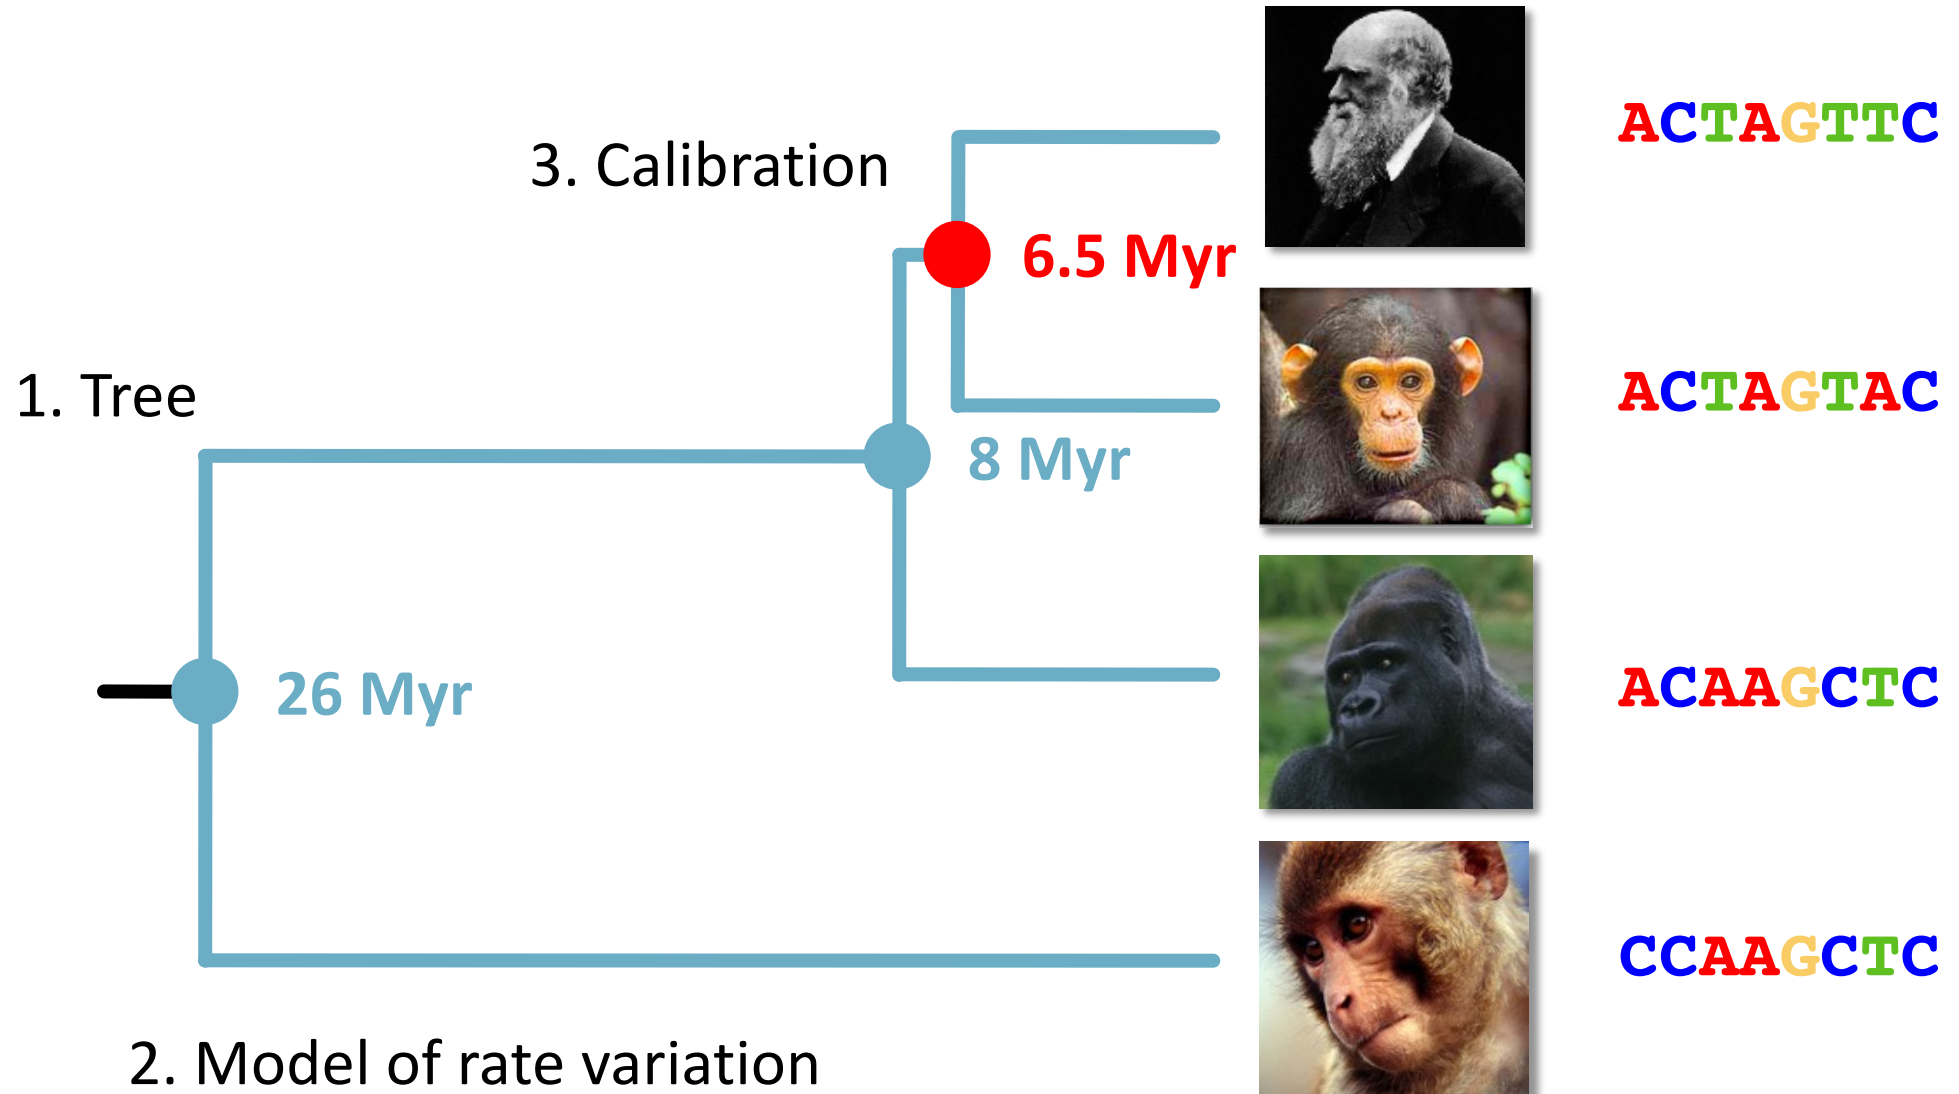 ACTAGTTC
3. Calibration
6.5 Myr
1. Tree
ACTAGTAC
8 Myr
26 Myr
ACAAGCTC
CCAAGCTC
2. Model of rate variation